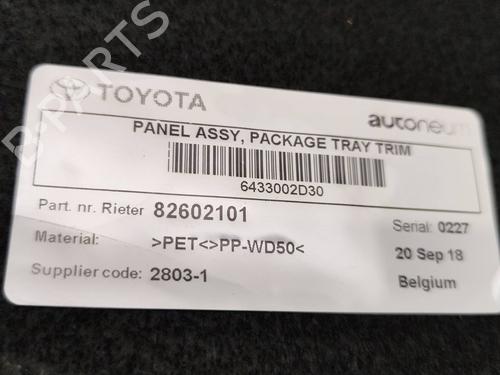 TOYOTA
autoneum
PANEL ASSY, PACKAGE TRAY TRIM
6433002D30
Part. nr. Rieter 82602101
Serial: 0227
Material: >PET<>PP-WD50<
20 Sep 18
Supplier code: 2803-1
Belgium
B-PARTS